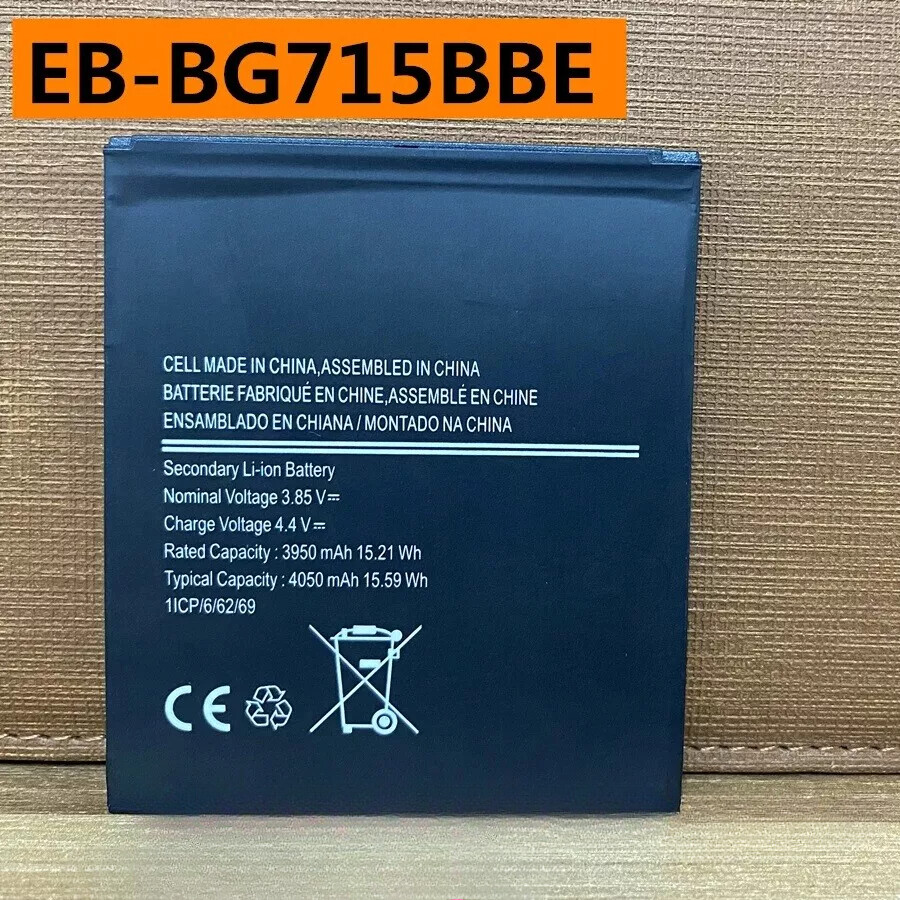 EB-BG715BBE
CELL MADE IN CHINA,ASSEMBLED IN CHINA
BATTERIE FABRIQUÉ EN CHINE,ASSEMBLÉ EN CHINE
ENSAMBLADO EN CHIANA / MONTADO NA CHINA
Secondary Li-ion Battery
Nominal Voltage 3.85 V⎓
Charge Voltage 4.4 V⎓
Rated Capacity : 3950 mAh 15.21 Wh
Typical Capacity : 4050 mAh 15.59 Wh
1ICP/6/62/69
CE